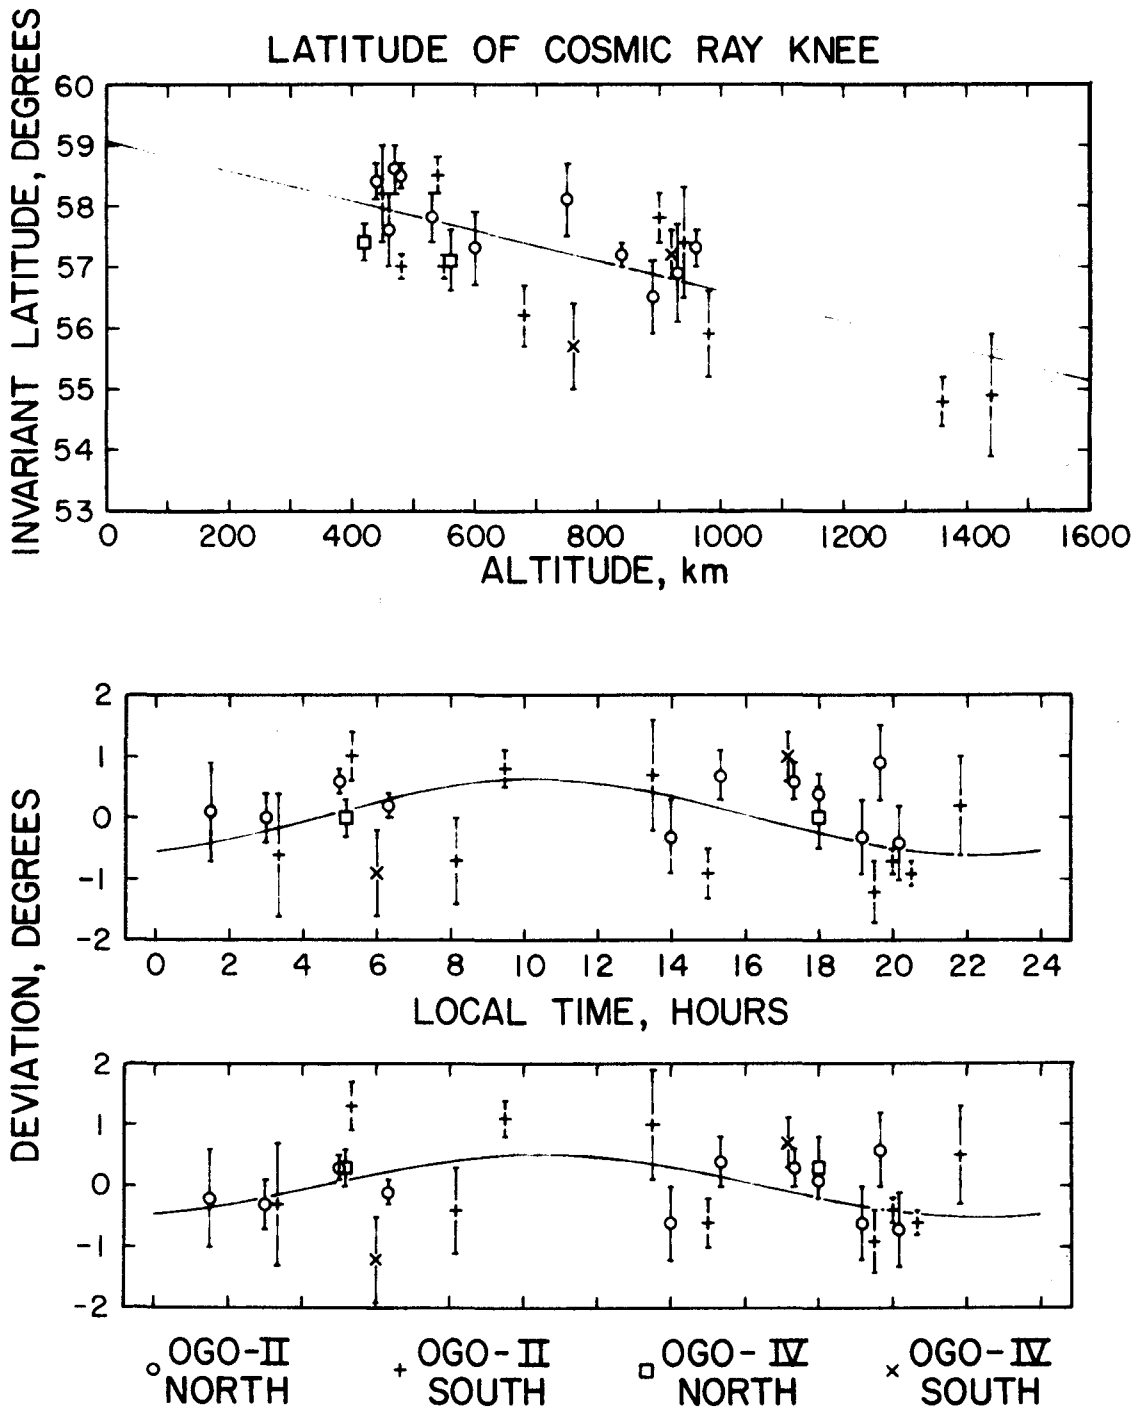 LATITUDE OF COSMIC RAY KNEE
INVARIANT LATITUDE, DEGREES
60
59
58
57
56
55
54
53
0 200 400 600 800 1000 1200 1400 1600
ALTITUDE, km
DEVIATION, DEGREES
2
1
0
-1
-2
0 2 4 6 8 10 12 14 16 18 20 22 24
LOCAL TIME, HOURS
2
1
0
-1
-2
OGO-II NORTH
OGO-II SOUTH
OGO-IV NORTH
OGO-IV SOUTH